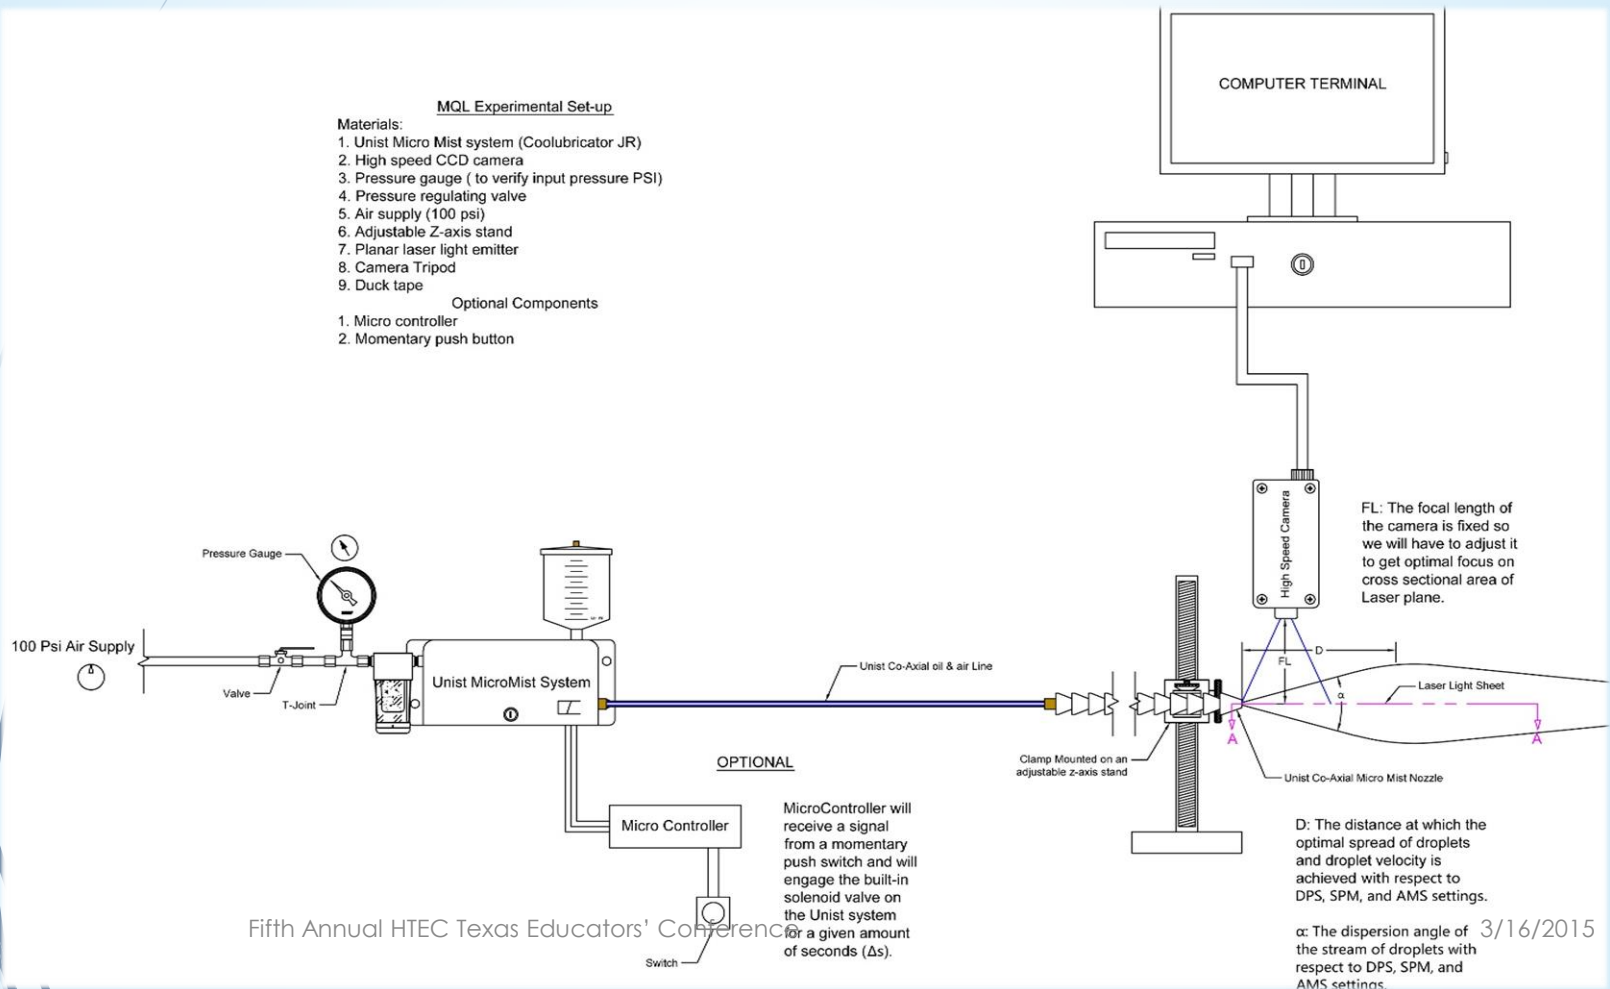 COMPUTER TERMINAL
MQL Experimental Set-up
Materials:
1. Unist Micro Mist system (Coolubricator JR)
2. High speed CCD camera
3. Pressure gauge ( to verify input pressure PSI)
4. Pressure regulating valve
5. Air supply (100 psi)
6. Adjustable Z-axis stand
7. Planar laser light emitter
8. Camera Tripod
9. Duck tape
Optional Components
1. Micro controller
2. Momentary push button
High Speed Camera
FL: The focal length of
the camera is fixed so
we will have to adjust it
to get optimal focus on
cross sectional area of
Laser plane.
Pressure Gauge
100 Psi Air Supply
Valve
T-Joint
Unist MicroMist System
Unist Co-Axial oil & air Line
FL
D
α
Laser Light Sheet
A
A
Clamp Mounted on an
adjustable z-axis stand
Unist Co-Axial Micro Mist Nozzle
OPTIONAL
Micro Controller
Switch
MicroController will
receive a signal
from a momentary
push switch and will
engage the built-in
solenoid valve on
the Unist system
for a given amount
of seconds (Δs).
D: The distance at which the
optimal spread of droplets
and droplet velocity is
achieved with respect to
DPS, SPM, and AMS settings.
α: The dispersion angle of
the stream of droplets with
respect to DPS, SPM, and
AMS settings.
Fifth Annual HTEC Texas Educators’ Conference
3/16/2015